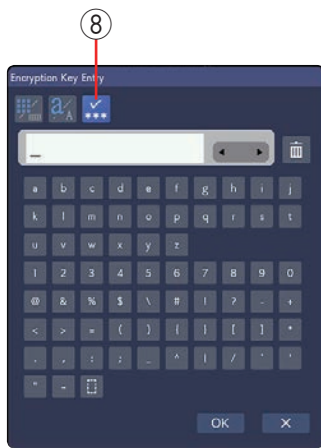 8
Encryption Key Entry
a A
***
_
a b c d e f g h i j
k l m n o p q r s t
u v w x y z
1 2 3 4 5 6 7 8 9 0
@ & % $ \ # ! ? - +
< > = ( ) { } [ ] *
. , : ; _ ^ | / ` '
" ~
OK ×